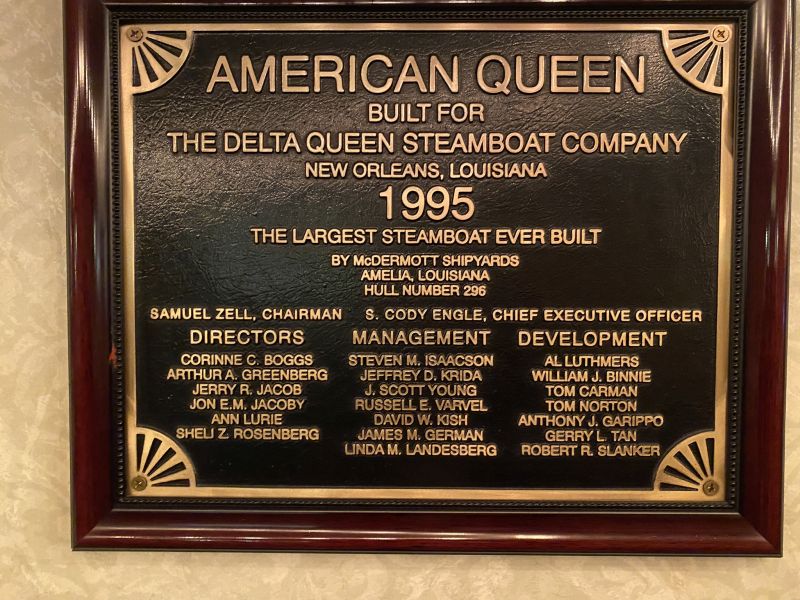 AMERICAN QUEEN
BUILT FOR
THE DELTA QUEEN STEAMBOAT COMPANY
NEW ORLEANS, LOUISIANA
1995
THE LARGEST STEAMBOAT EVER BUILT
BY McDERMOTT SHIPYARDS
AMELIA, LOUISIANA
HULL NUMBER 296
SAMUEL ZELL, CHAIRMAN S. CODY ENGLE, CHIEF EXECUTIVE OFFICER
DIRECTORS
CORINNE C. BOGGS
ARTHUR A. GREENBERG
JERRY R. JACOB
JON E.M. JACOBY
ANN LURIE
SHELI Z. ROSENBERG
MANAGEMENT
STEVEN M. ISAACSON
JEFFREY D. KRIDA
J. SCOTT YOUNG
RUSSELL E. VARVEL
DAVID W. KISH
JAMES M. GERMAN
LINDA M. LANDESBERG
DEVELOPMENT
AL LUTHMERS
WILLIAM J. BINNIE
TOM CARMAN
TOM NORTON
ANTHONY J. GARIPPO
GERRY L. TAN
ROBERT R. SLANKER